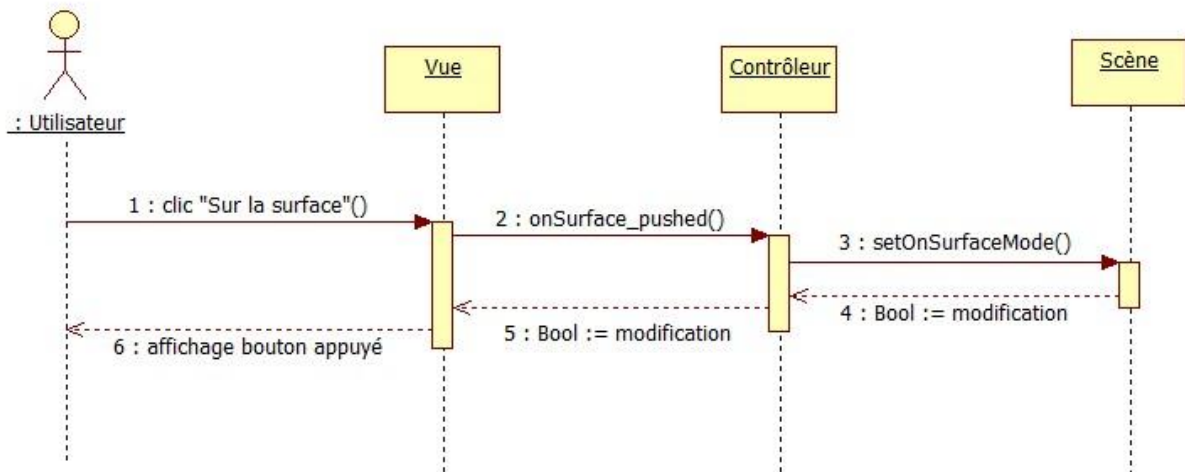 Vue
Contrôleur
Scène
: Utilisateur
1 : clic "Sur la surface"()
2 : onSurface_pushed()
3 : setOnSurfaceMode()
4 : Bool := modification
5 : Bool := modification
6 : affichage bouton appuyé